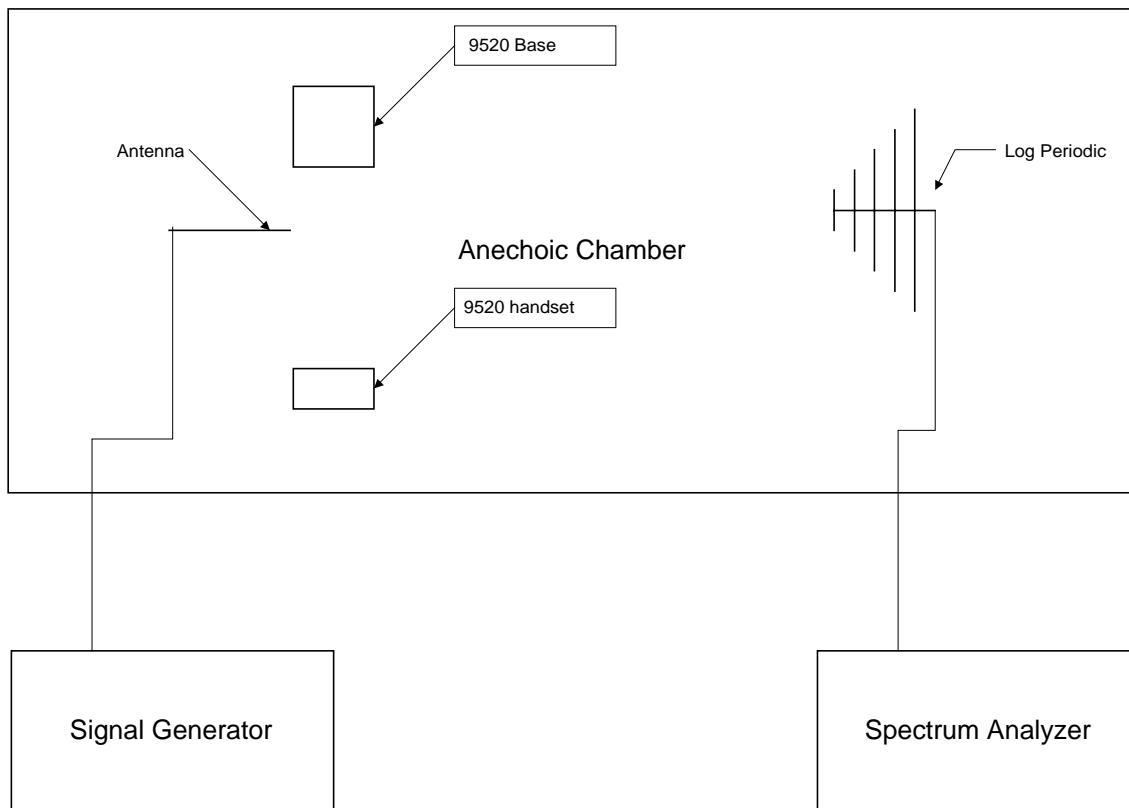 9520 Base
Antenna
Log Periodic
Anechoic Chamber
9520 handset
Signal Generator
Spectrum Analyzer